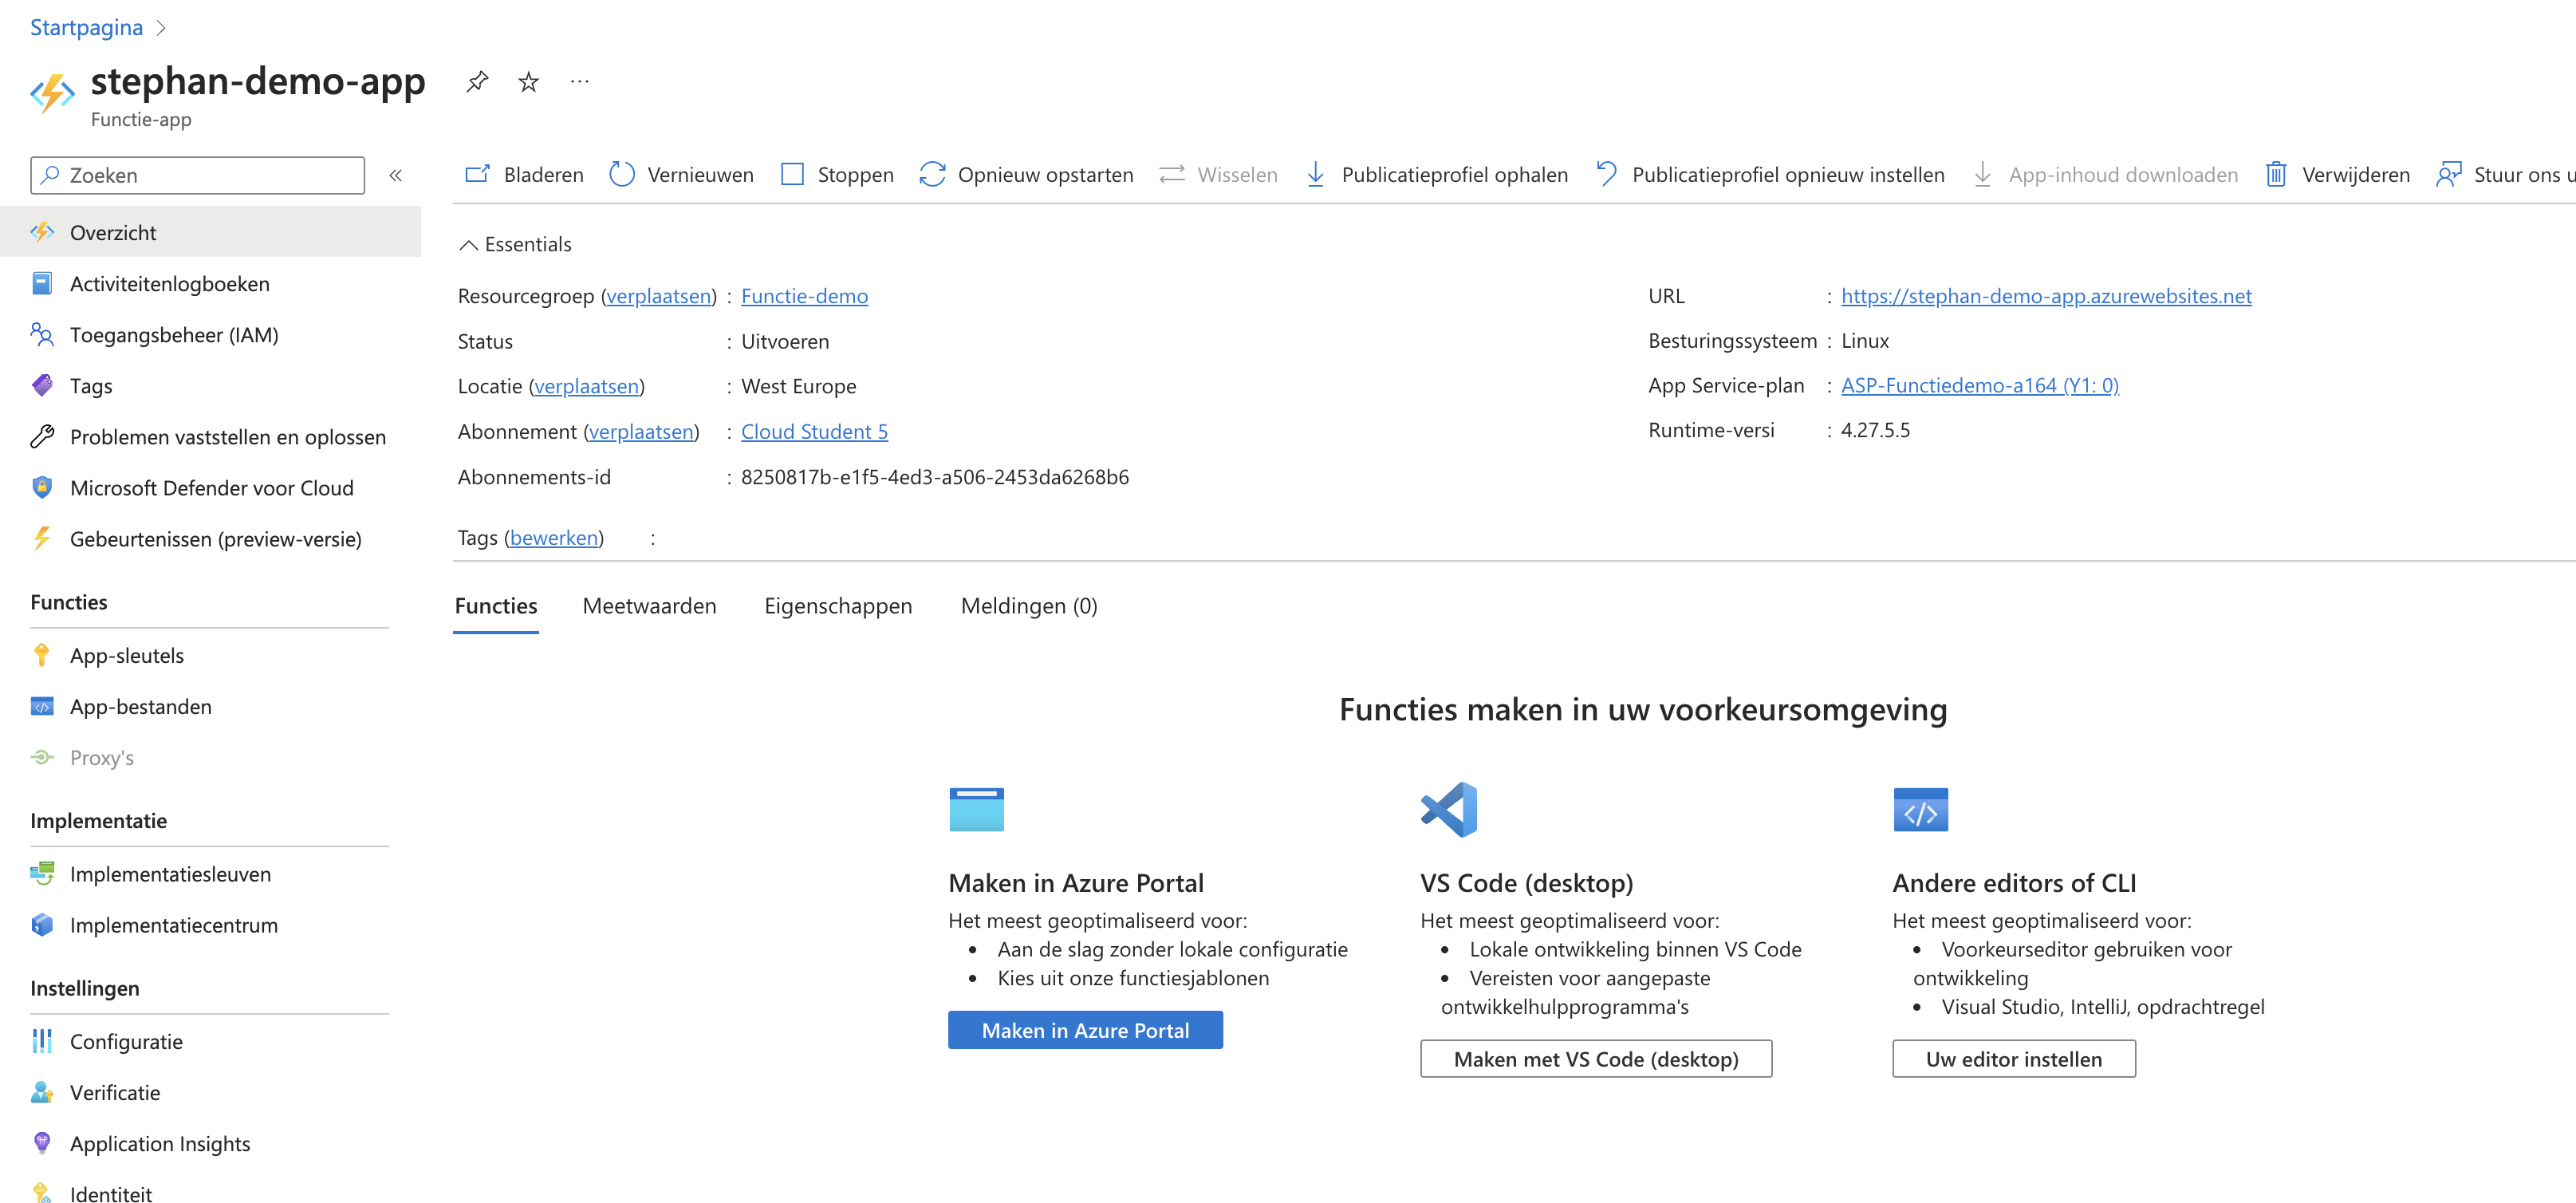 Startpagina
stephan-demo-app
Functie-app
Zoeken
Bladeren Vernieuwen Stoppen Opnieuw opstarten Wisselen Publicatieprofiel ophalen Publicatieprofiel opnieuw instellen App-inhoud downloaden Verwijderen Stuur ons u
Overzicht
Activiteitenlogboeken
Toegangsbeheer (IAM)
Tags
Problemen vaststellen en oplossen
Microsoft Defender voor Cloud
Gebeurtenissen (preview-versie)
Functies
App-sleutels
App-bestanden
Proxy's
Implementatie
Implementatiesleuven
Implementatiecentrum
Instellingen
Configuratie
Verificatie
Application Insights
Identiteit
Essentials
Resourcegroep (verplaatsen) : Functie-demo
Status : Uitvoeren
Locatie (verplaatsen) : West Europe
Abonnement (verplaatsen) : Cloud Student 5
Abonnements-id : 8250817b-e1f5-4ed3-a506-2453da6268b6
Tags (bewerken) :
URL : https://stephan-demo-app.azurewebsites.net
Besturingssysteem : Linux
App Service-plan : ASP-Functiedemo-a164 (Y1: 0)
Runtime-versi : 4.27.5.5
Functies Meetwaarden Eigenschappen Meldingen (0)
Functies maken in uw voorkeursomgeving
Maken in Azure Portal
Het meest geoptimaliseerd voor:
• Aan de slag zonder lokale configuratie
• Kies uit onze functiesjablonen
Maken in Azure Portal
VS Code (desktop)
Het meest geoptimaliseerd voor:
• Lokale ontwikkeling binnen VS Code
• Vereisten voor aangepaste
ontwikkelhulpprogramma's
Maken met VS Code (desktop)
Andere editors of CLI
Het meest geoptimaliseerd voor:
• Voorkeurseditor gebruiken voor
ontwikkeling
• Visual Studio, IntelliJ, opdrachtregel
Uw editor instellen